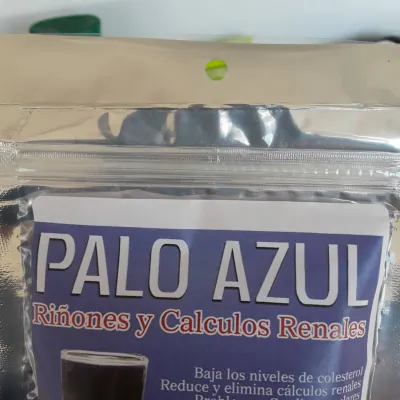 PALO AZUL
Riñones y Calculos Renales
Baja los niveles de colesterol
Reduce y elimina cálculos renales